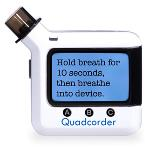 Hold breath for
10 seconds,
then breathe
into device.
A B C
Quadcorder